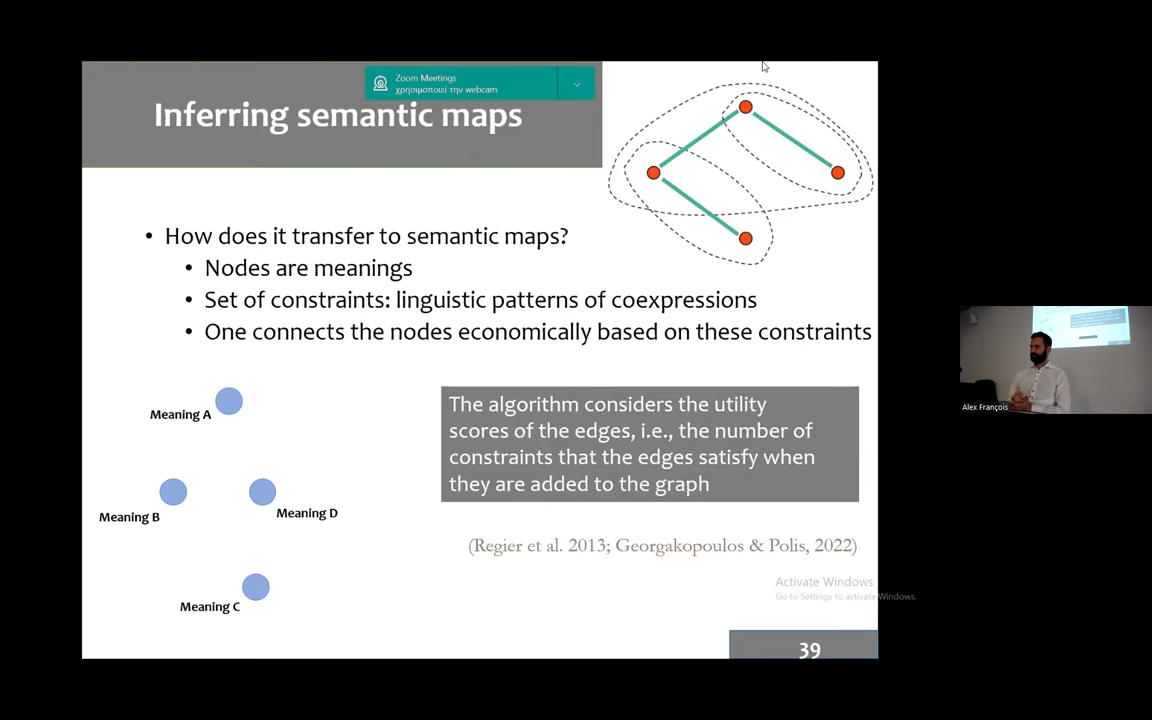 Zoom Meetings
χρησιμοποιεί την webcam
Inferring semantic maps
• How does it transfer to semantic maps?
• Nodes are meanings
• Set of constraints: linguistic patterns of coexpressions
• One connects the nodes economically based on these constraints
Meaning A
Meaning B
Meaning D
Meaning C
The algorithm considers the utility
scores of the edges, i.e., the number of
constraints that the edges satisfy when
they are added to the graph
(Regier et al. 2013; Georgakopoulos & Polis, 2022)
Activate Windows
Go to Settings to activate Windows.
39
Alex François